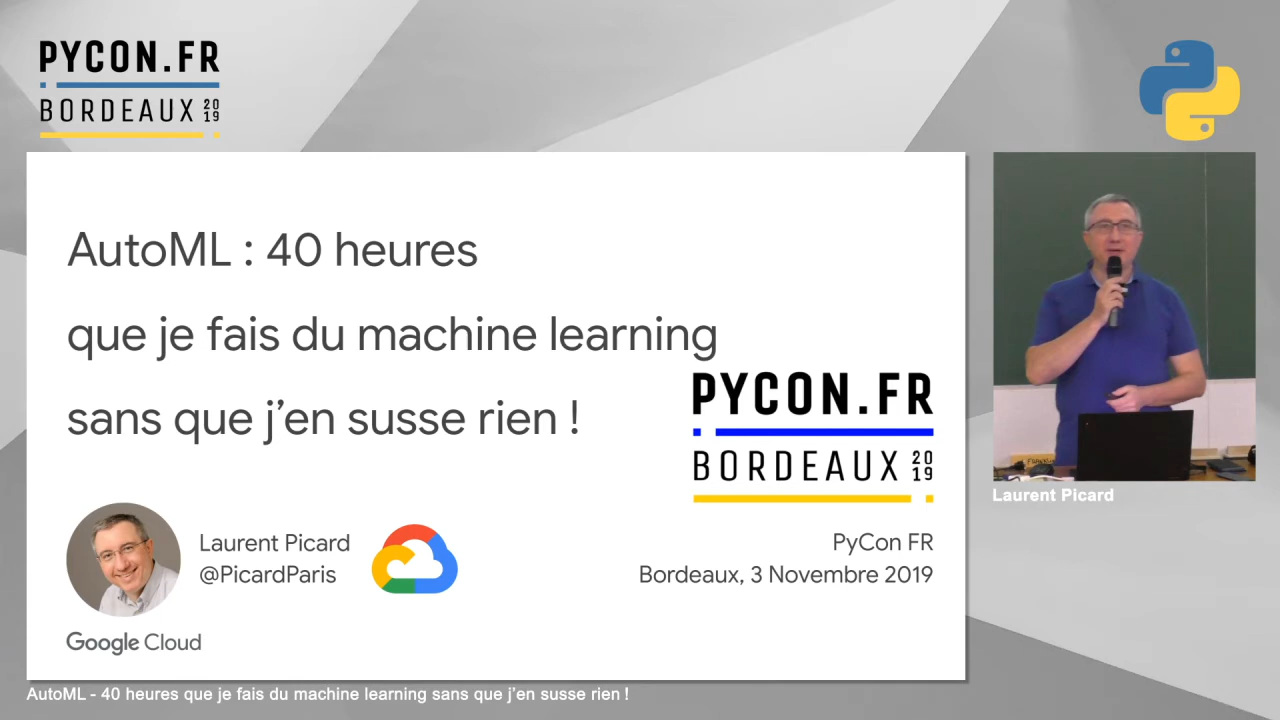 PYCON.FR
BORDEAUX 2019
AutoML : 40 heures
que je fais du machine learning
sans que j’en susse rien !
PYCON.FR
BORDEAUX 2019
Laurent Picard
@PicardParis
PyCon FR
Bordeaux, 3 Novembre 2019
Google Cloud
Laurent Picard
AutoML - 40 heures que je fais du machine learning sans que j’en susse rien !